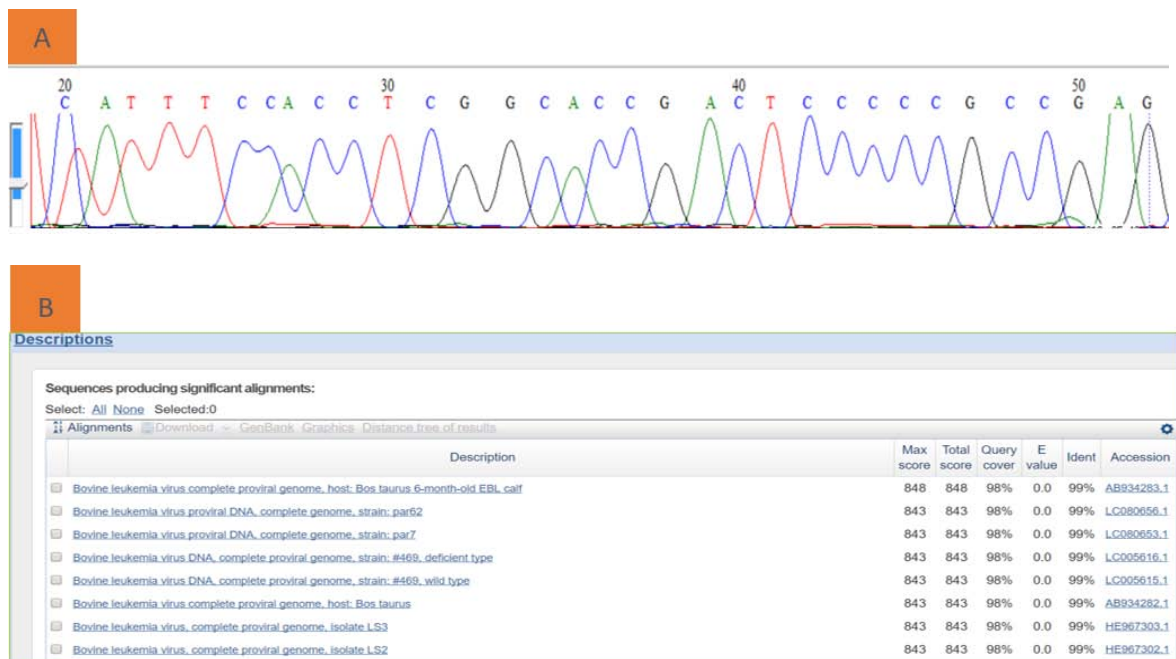 A
20 30 40 50
C A T T T C C A C C T C G G C A C C G A C T C C C C C G C C G A G
B
Descriptions
Sequences producing significant alignments:
Select: All None Selected:0
Alignments Download GenBank Graphics Distance tree of results
Description Max score Total score Query cover E value Ident Accession
Bovine leukemia virus complete proviral genome, host: Bos taurus 6-month-old EBL calf 848 848 98% 0.0 99% AB934283.1
Bovine leukemia virus proviral DNA, complete genome, strain: par62 843 843 98% 0.0 99% LC080656.1
Bovine leukemia virus proviral DNA, complete genome, strain: par7 843 843 98% 0.0 99% LC080653.1
Bovine leukemia virus DNA, complete proviral genome, strain: #469, deficient type 843 843 98% 0.0 99% LC005616.1
Bovine leukemia virus DNA, complete proviral genome, strain: #469, wild type 843 843 98% 0.0 99% LC005615.1
Bovine leukemia virus complete proviral genome, host: Bos taurus 843 843 98% 0.0 99% AB934282.1
Bovine leukemia virus, complete proviral genome, isolate LS3 843 843 98% 0.0 99% HE967303.1
Bovine leukemia virus, complete proviral genome, isolate LS2 843 843 98% 0.0 99% HE967302.1